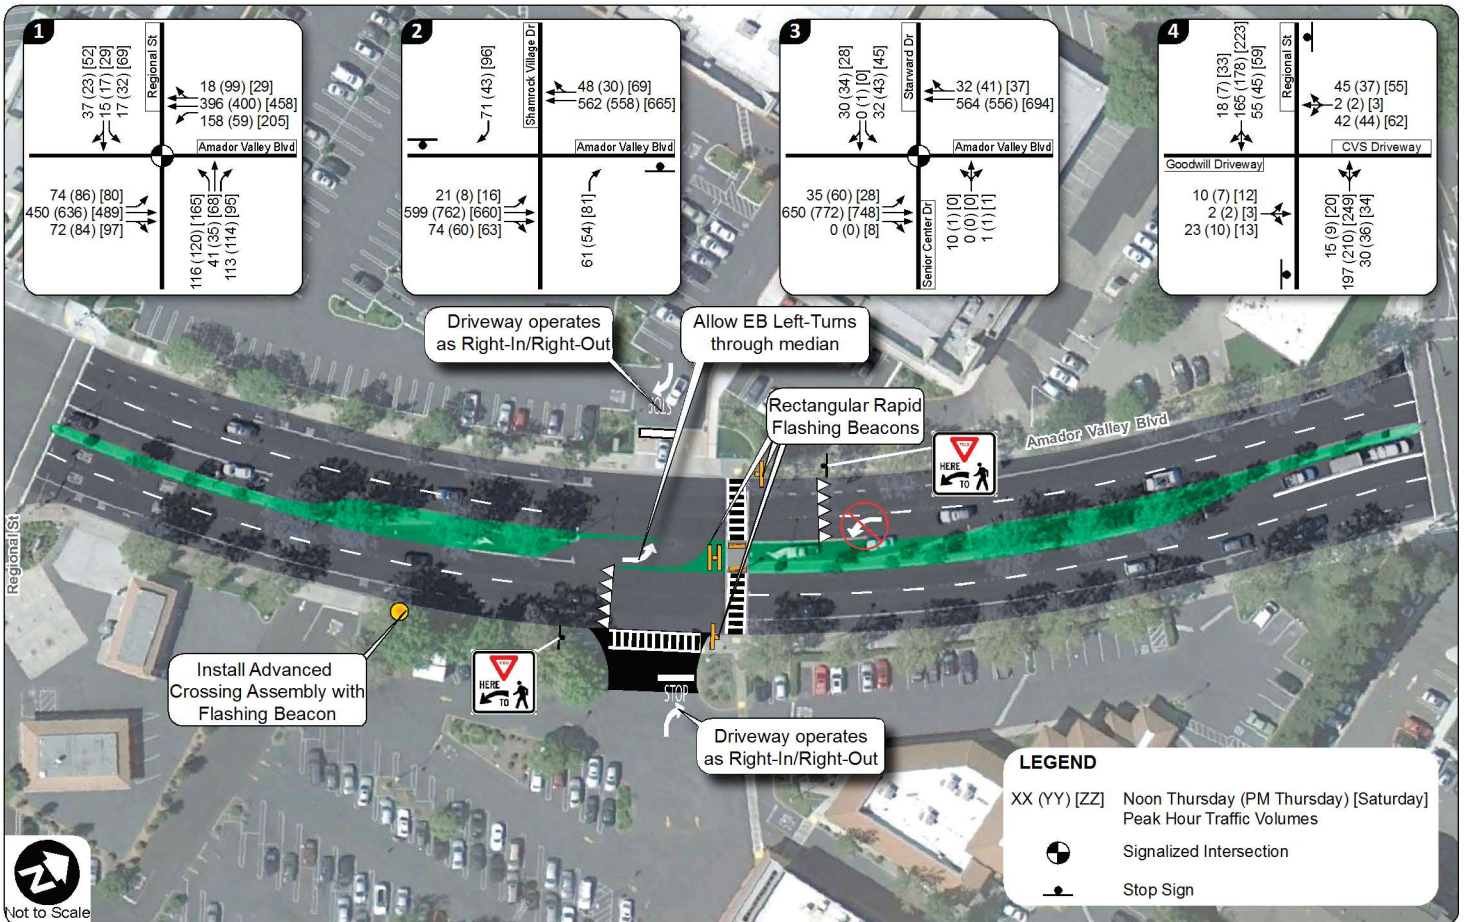 1
37 (23) [52]
15 (17) [29]
17 (32) [69]
Regional St
18 (99) [29]
396 (400) [458]
158 (59) [205]
Amador Valley Blvd
74 (86) [80]
450 (636) [489]
72 (84) [97]
116 (120) [165]
41 (35) [68]
113 (114) [95]
2
71 (43) [96]
Shamrock Village Dr
48 (30) [69]
562 (558) [665]
Amador Valley Blvd
21 (8) [16]
599 (762) [660]
74 (60) [63]
61 (54) [81]
3
30 (34) [28]
0 (1) [0]
32 (43) [45]
Starward Dr
32 (41) [37]
564 (556) [694]
Amador Valley Blvd
35 (60) [28]
650 (772) [748]
0 (0) [8]
Senior Center Dr
10 (1) [0]
0 (0) [0]
1 (1) [1]
4
18 (7) [33]
165 (178) [223]
55 (45) [59]
Regional St
45 (37) [55]
2 (2) [3]
42 (44) [62]
Goodwill Driveway
CVS Driveway
10 (7) [12]
2 (2) [3]
23 (10) [13]
15 (9) [20]
197 (210) [249]
30 (36) [34]
Driveway operates
as Right-In/Right-Out
Allow EB Left-Turns
through median
Rectangular Rapid
Flashing Beacons
Amador Valley Blvd
HERE
TO
STOP
Regional St
Install Advanced
Crossing Assembly with
Flashing Beacon
HERE
TO
STOP
Driveway operates
as Right-In/Right-Out
LEGEND
XX (YY) [ZZ] Noon Thursday (PM Thursday) [Saturday]
Peak Hour Traffic Volumes
Signalized Intersection
Stop Sign
N
Not to Scale